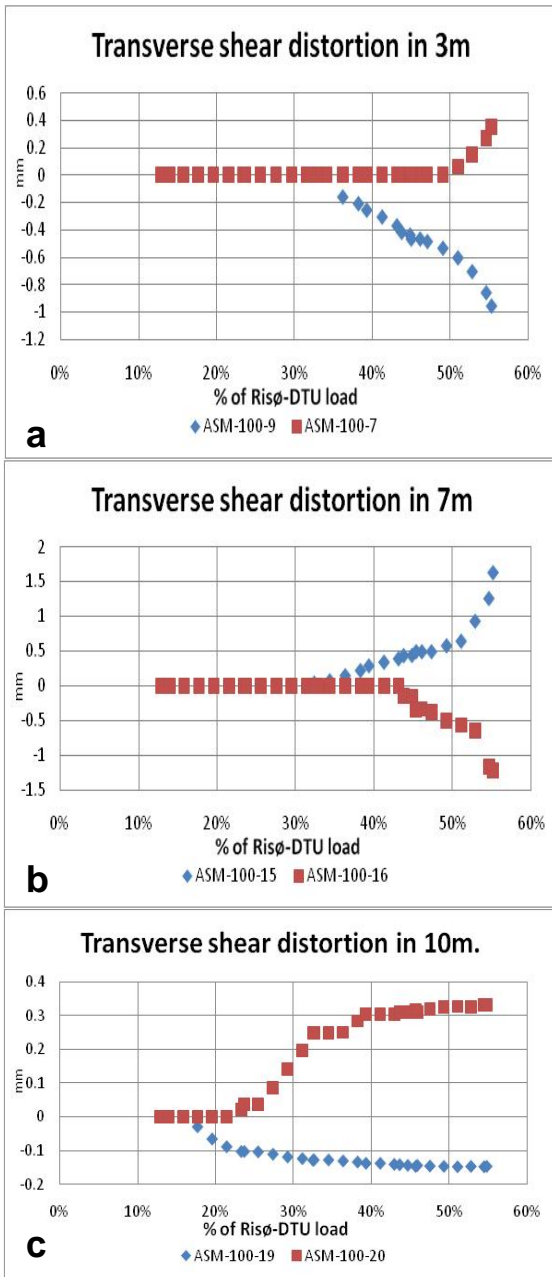 Transverse shear distortion in 3m
0.6
0.4
0.2
0
-0.2
-0.4
-0.6
-0.8
-1
-1.2
mm
0% 10% 20% 30% 40% 50% 60%
% of Risø-DTU load
ASM-100-9 ASM-100-7
a
Transverse shear distortion in 7m
2
1.5
1
0.5
0
-0.5
-1
-1.5
mm
0% 10% 20% 30% 40% 50% 60%
% of Risø-DTU load
ASM-100-15 ASM-100-16
b
Transverse shear distortion in 10m.
0.4
0.3
0.2
0.1
0
-0.1
-0.2
mm
0% 10% 20% 30% 40% 50% 60%
% of Risø-DTU load
ASM-100-19 ASM-100-20
c